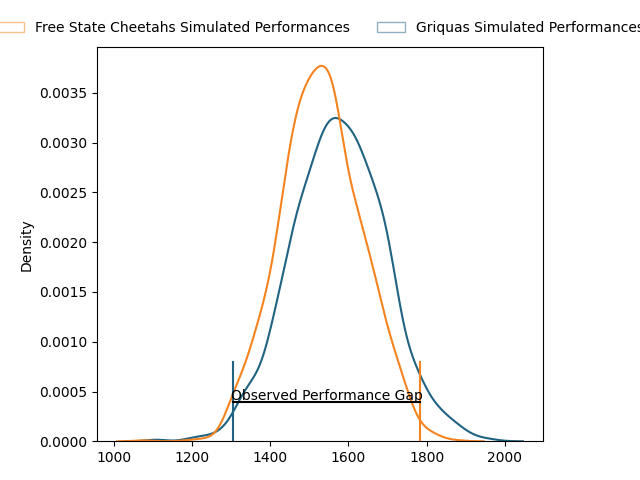 Free State Cheetahs Simulated Performances
Griquas Simulated Performances
Density
0.0035
0.0030
0.0025
0.0020
0.0015
0.0010
0.0005
0.0000
Observed Performance Gap
1000 1200 1400 1600 1800 2000